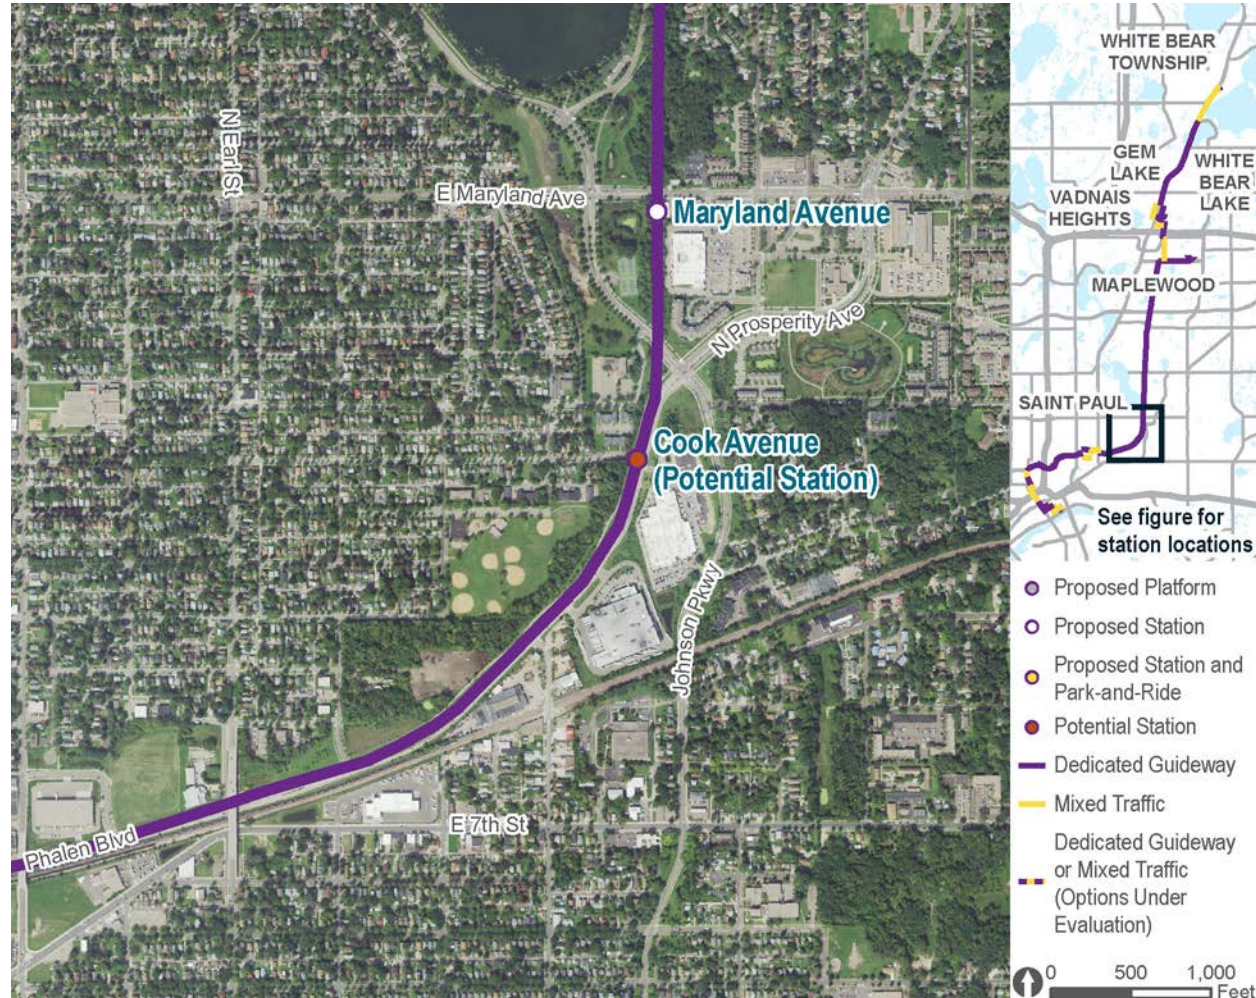 N Earl St
E Maryland Ave
Maryland Avenue
N Prosperity Ave
Cook Avenue
(Potential Station)
Johnson Pkwy
E 7th St
Phalen Blvd
WHITE BEAR
TOWNSHIP
GEM
LAKE
WHITE
BEAR
LAKE
VADNAIS
HEIGHTS
MAPLEWOOD
SAINT PAUL
See figure for
station locations
Proposed Platform
Proposed Station
Proposed Station and
Park-and-Ride
Potential Station
Dedicated Guideway
Mixed Traffic
Dedicated Guideway
or Mixed Traffic
(Options Under
Evaluation)
0 500 1,000
Feet